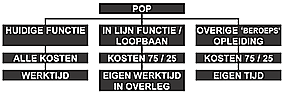 POP
HUIDIGE FUNCTIE
IN LIJN FUNCTIE /
LOOPBAAN
OVERIGE 'BEROEPS'
OPLEIDING
ALLE KOSTEN
KOSTEN 75 / 25
KOSTEN 75 / 25
WERKTIJD
EIGEN WERKTIJD
IN OVERLEG
EIGEN TIJD